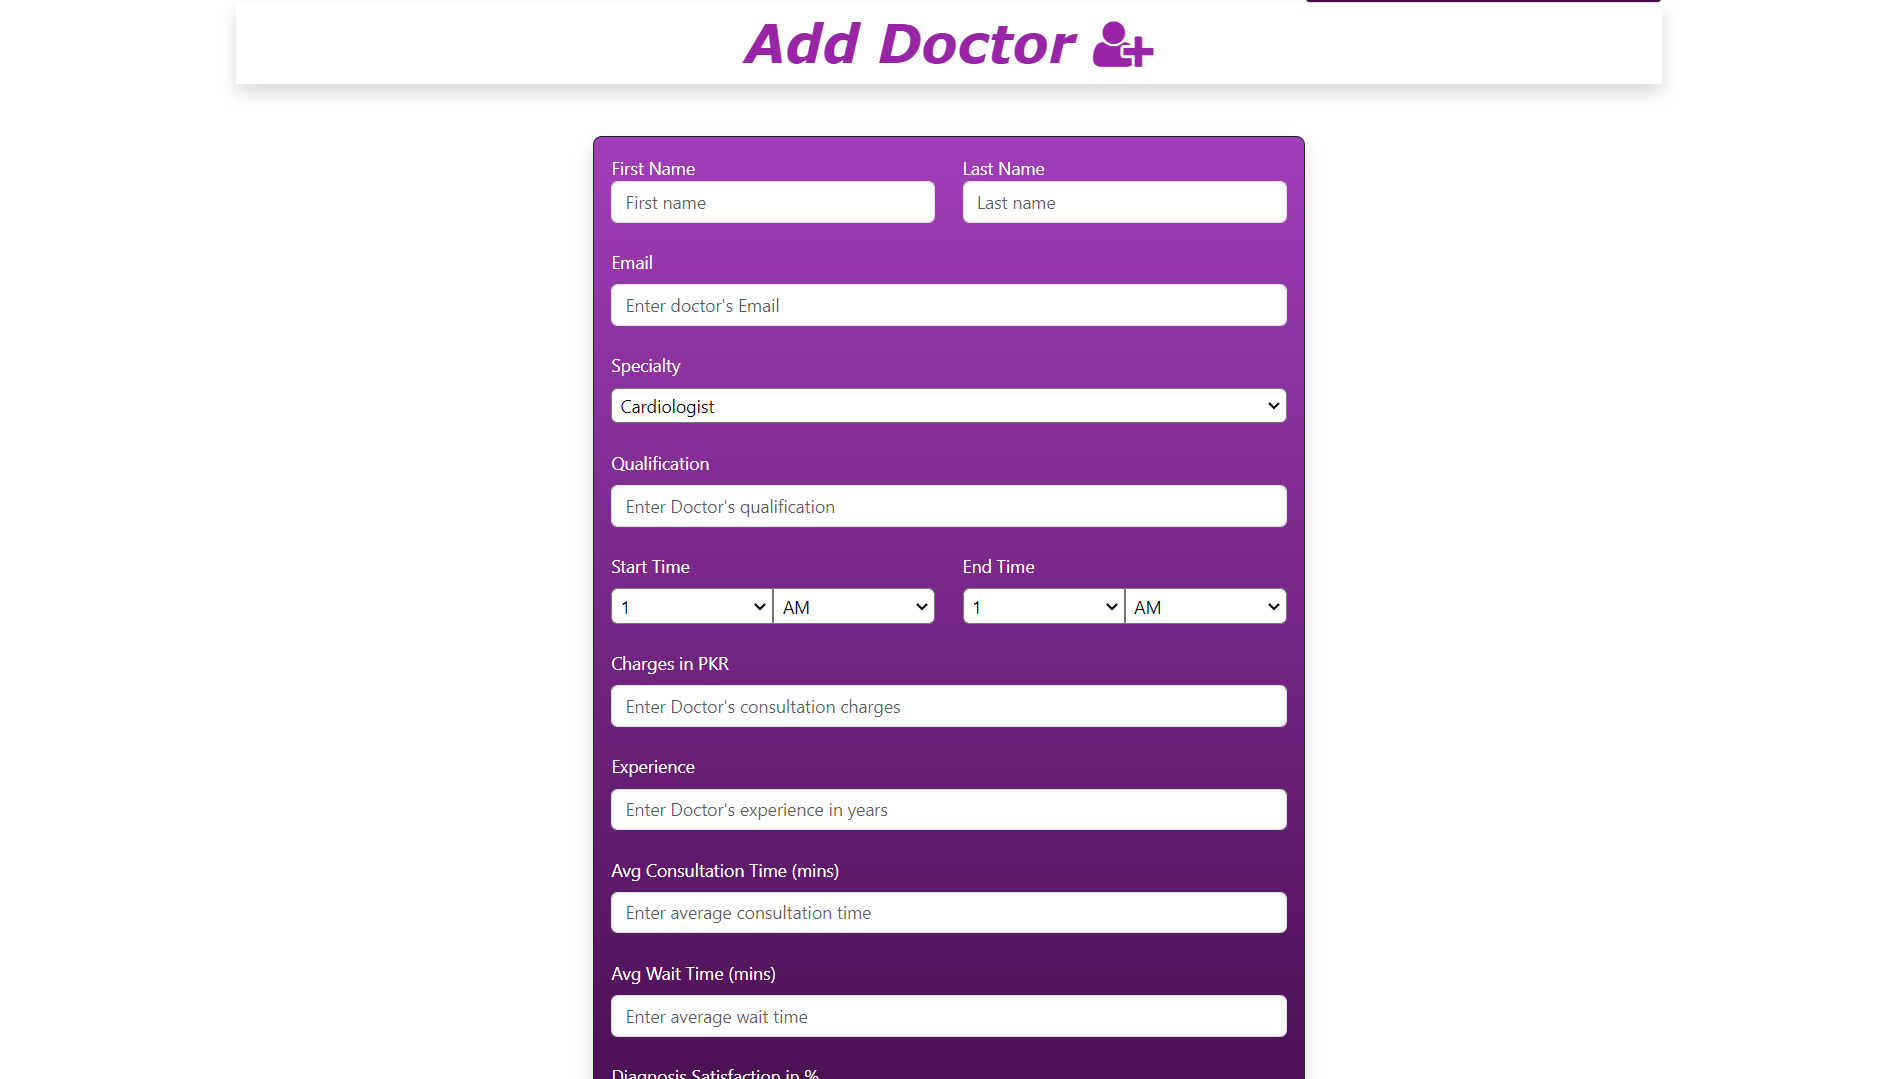 Add Doctor
First Name Last Name
First name Last name
Email
Enter doctor's Email
Specialty
Cardiologist
Qualification
Enter Doctor's qualification
Start Time End Time
1 AM 1 AM
Charges in PKR
Enter Doctor's consultation charges
Experience
Enter Doctor's experience in years
Avg Consultation Time (mins)
Enter average consultation time
Avg Wait Time (mins)
Enter average wait time
Diagnosis Satisfaction in %